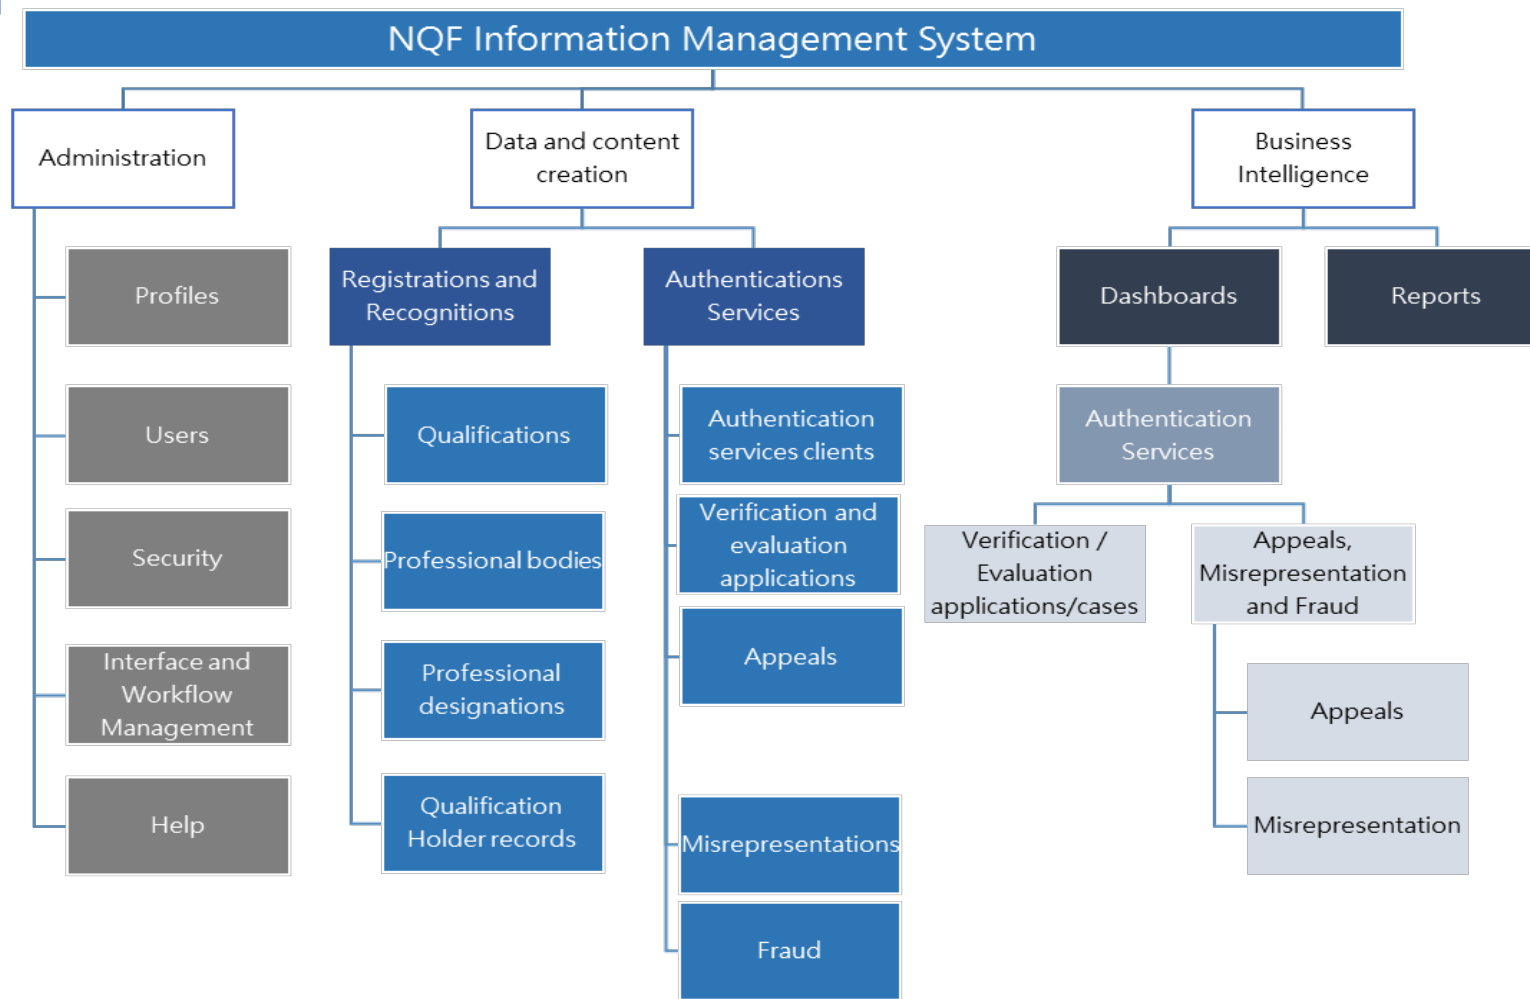 NQF Information Management System
Administration
Data and content
creation
Business
Intelligence
Profiles
Users
Security
Interface and
Workflow
Management
Help
Registrations and
Recognitions
Qualifications
Professional bodies
Professional
designations
Qualification
Holder records
Authentications
Services
Authentication
services clients
Verification and
evaluation
applications
Appeals
Misrepresentations
Fraud
Dashboards
Reports
Authentication
Services
Verification /
Evaluation
applications/cases
Appeals,
Misrepresentation
and Fraud
Appeals
Misrepresentation